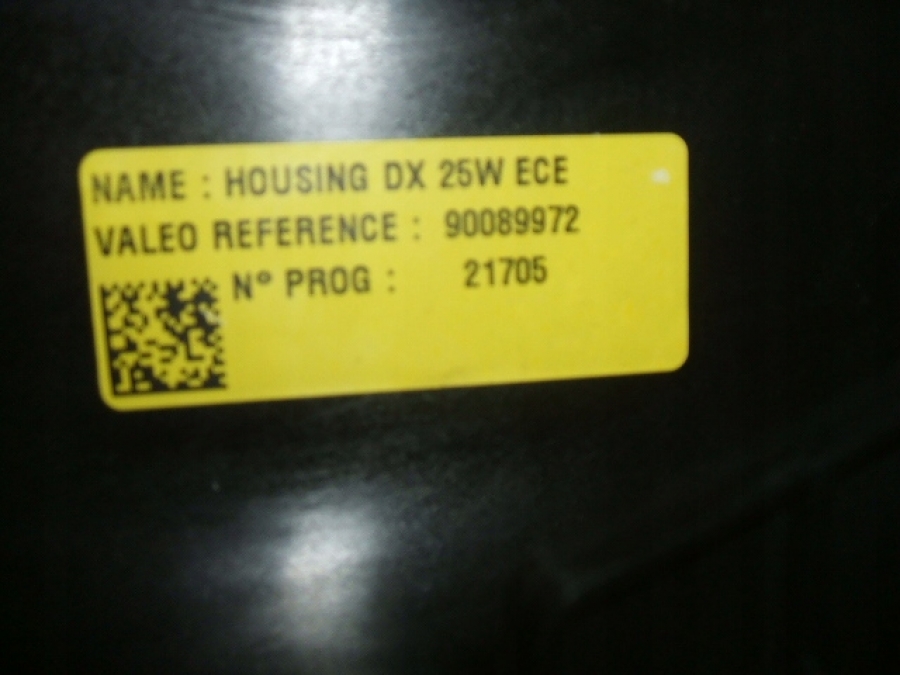 NAME : HOUSING DX 25W ECE
VALEO REFERENCE : 90089972
N° PROG : 21705